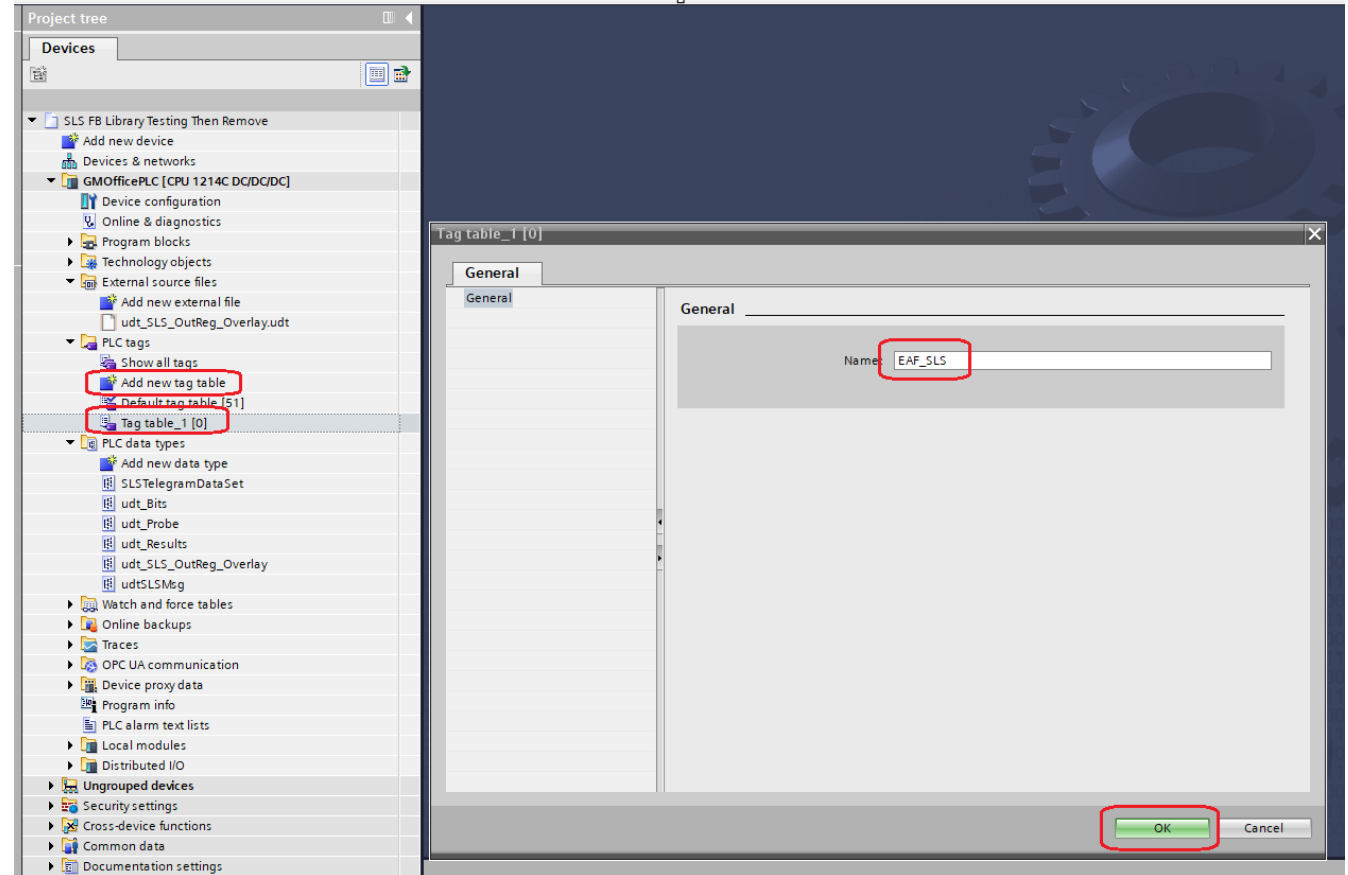 Project tree
Devices
SLS FB Library Testing Then Remove
Add new device
Devices & networks
GMOfficePLC [CPU 1214C DC/DC/DC]
Device configuration
Online & diagnostics
Program blocks
Technology objects
External source files
Add new external file
udt_SLS_OutReg_Overlay.udt
PLC tags
Show all tags
Add new tag table
Default tag table [51]
Tag table_1 [0]
PLC data types
Add new data type
SLSTelegramDataSet
udt_Bits
udt_Probe
udt_Results
udt_SLS_OutReg_Overlay
udtSLSMsg
Watch and force tables
Online backups
Traces
OPC UA communication
Device proxy data
Program info
PLC alarm text lists
Local modules
Distributed I/O
Ungrouped devices
Security settings
Cross-device functions
Common data
Documentation settings
Tag table_1 [0]
General
General
General
Name: EAF_SLS
OK Cancel